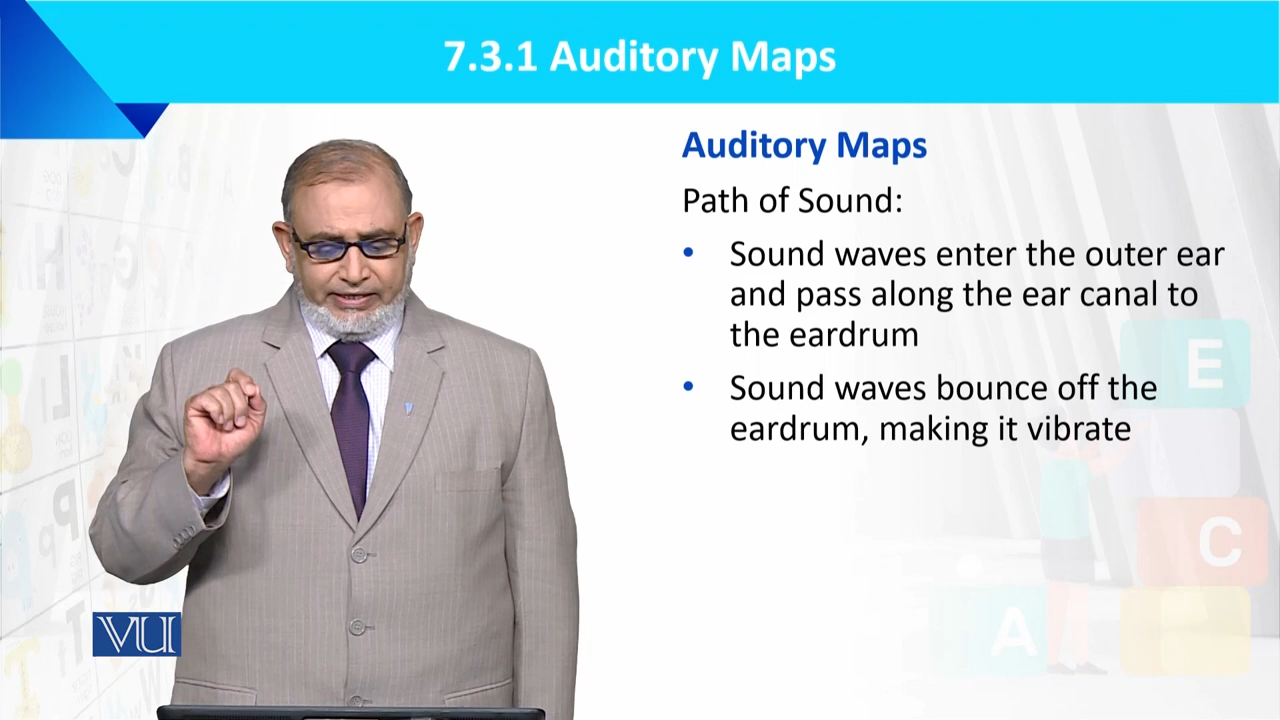 7.3.1 Auditory Maps
Auditory Maps
Path of Sound:
• Sound waves enter the outer ear
and pass along the ear canal to
the eardrum
• Sound waves bounce off the
eardrum, making it vibrate
E
C
A
VU